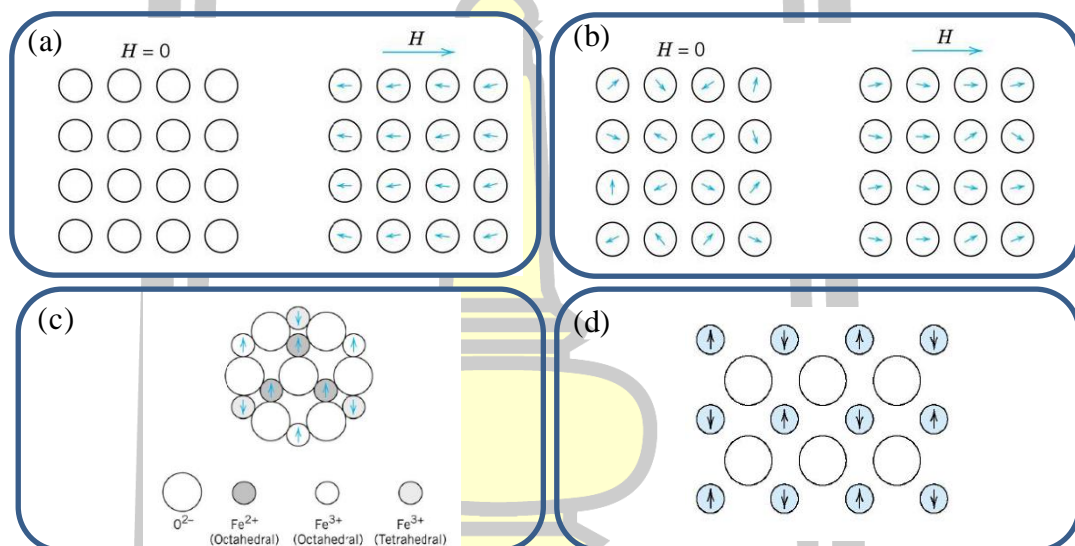 (a)
H = 0
H
(b)
H = 0
H
(c)
O²⁻
Fe²⁺
(Octahedral)
Fe³⁺
(Octahedral)
Fe³⁺
(Tetrahedral)
(d)